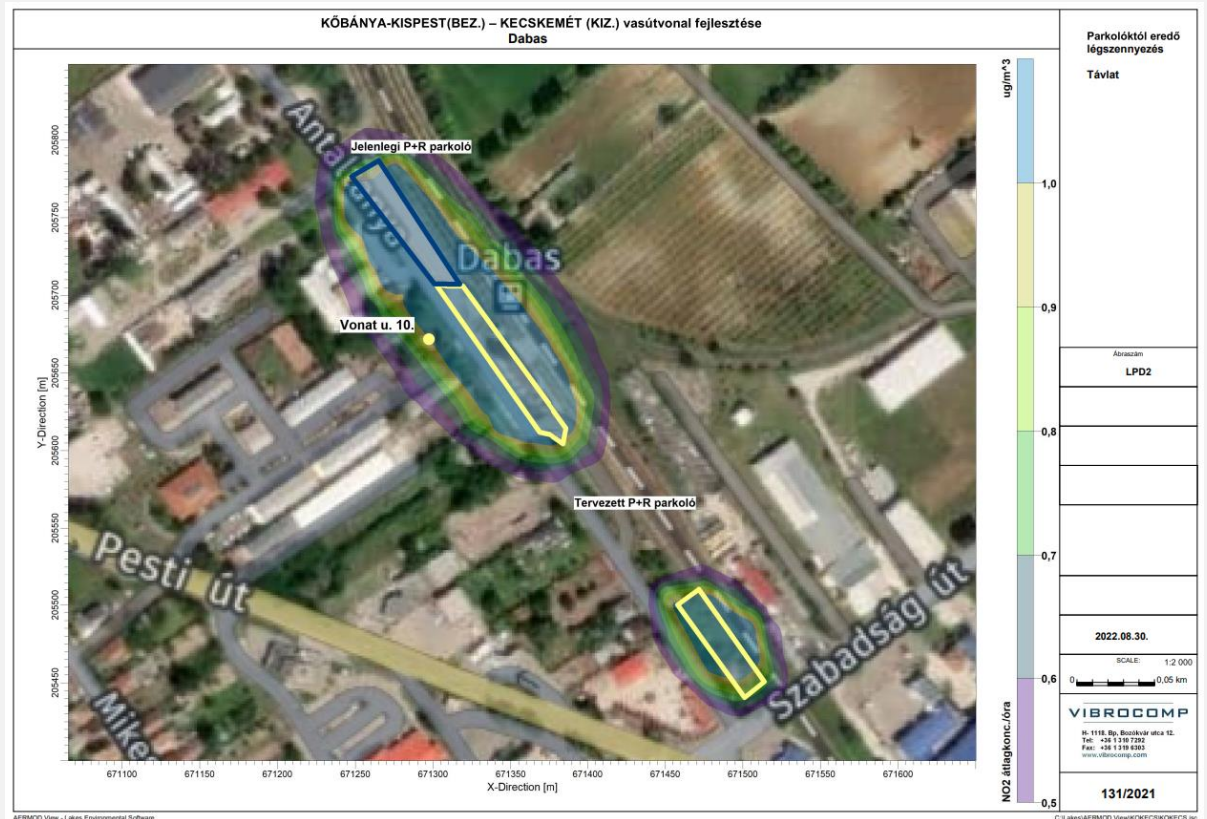 KŐBÁNYA-KISPEST(BEZ.) – KECSKEMÉT (KIZ.) vasútvonal fejlesztése
Dabas
Parkolóktól eredő
légszennyezés
Távlat
ug/m^3
1,0
0,9
0,8
0,7
0,6
0,5
NO2 átlagkonc./óra
Y-Direction [m]
205800
205750
205700
205650
205600
205550
205500
205450
Jelenlegi P+R parkoló
Dabas
Vonat u. 10.
Tervezett P+R parkoló
Pesti út
Szabadság út
671100
671150
671200
671250
671300
671350
671400
671450
671500
671550
671600
X-Direction [m]
Ábraszám
LPD2
2022.08.30.
SCALE: 1:2 000
0 0,05 km
VIBROCOMP
H- 1118. Bp, Bozókvár utca 12.
Tel: +36 1 310 7292
Fax: +36 1 319 6303
www.vibrocomp.com
131/2021
AERMOD View - Lakes Environmental Software